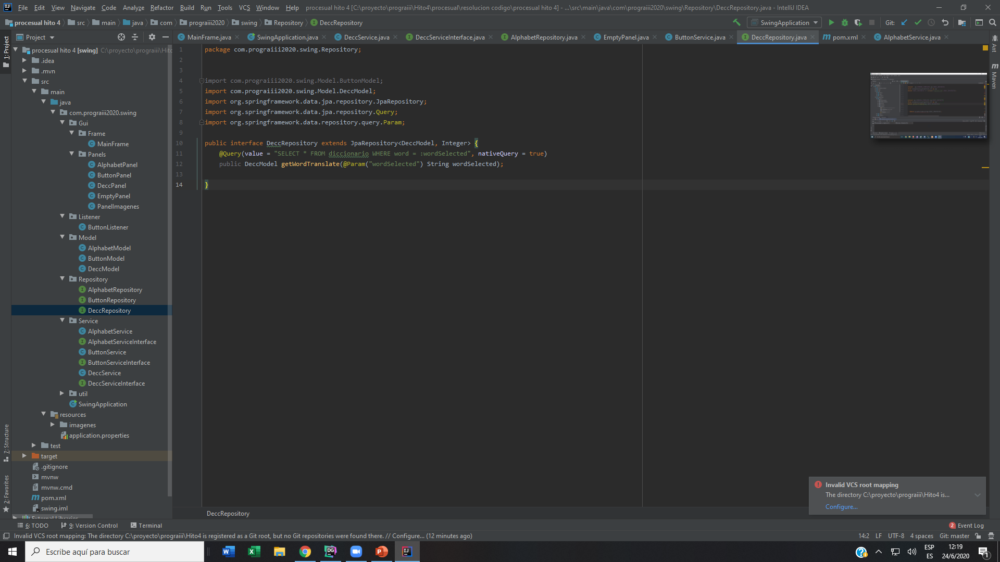 File Edit View Navigate Code Analyze Refactor Build Run Tools VCS Window Help procesual hito 4 [C:\proyecto\prograiii\Hito4\procesual\resolucion codigo\procesual hito 4] - ...\src\main\java\com\prograiii2020\swing\Repository\DeccRepository.java - IntelliJ IDEA
procesual hito 4 src main java com prograiii2020 swing Repository DeccRepository SwingApplication Git:
Project
MainFrame.java SwingApplication.java DeccService.java DeccServiceInterface.java AlphabetRepository.java EmptyPanel.java ButtonService.java DeccRepository.java pom.xml AlphabetService.java
1: Project
7: Structure
2: Favorites
Ant
Maven
procesual hito 4 [swing] C:\proyecto\prograiii\Hito
.idea
.mvn
src
main
java
com.prograiii2020.swing
Gui
Frame
MainFrame
Panels
AlphabetPanel
ButtonPanel
DeccPanel
EmptyPanel
PanelImagenes
Listener
ButtonListener
Model
AlphabetModel
ButtonModel
DeccModel
Repository
AlphabetRepository
ButtonRepository
DeccRepository
Service
AlphabetService
AlphabetServiceInterface
ButtonService
ButtonServiceInterface
DeccService
DeccServiceInterface
util
SwingApplication
resources
imagenes
application.properties
test
target
.gitignore
mvnw
mvnw.cmd
pom.xml
swing.iml
External Libraries
1 package com.prograiii2020.swing.Repository;
2
3
4 import com.prograiii2020.swing.Model.ButtonModel;
5 import com.prograiii2020.swing.Model.DeccModel;
6 import org.springframework.data.jpa.repository.JpaRepository;
7 import org.springframework.data.jpa.repository.Query;
8 import org.springframework.data.repository.query.Param;
9
10 public interface DeccRepository extends JpaRepository<DeccModel, Integer> {
11 @Query(value = "SELECT * FROM diccionario WHERE word = :wordSelected", nativeQuery = true)
12 public DeccModel getWordTranslate(@Param("wordSelected") String wordSelected);
13
14 }
DeccRepository
Invalid VCS root mapping
The directory C:\proyecto\prograiii\Hito4 is...
Configure...
6: TODO 9: Version Control Terminal 2 Event Log
Invalid VCS root mapping: The directory C:\proyecto\prograiii\Hito4 is registered as a Git root, but no Git repositories were found there. // Configure... (12 minutes ago) 14:2 LF UTF-8 4 spaces Git: master
Escribe aquí para buscar
ESP
ES
12:19
24/6/2020
1